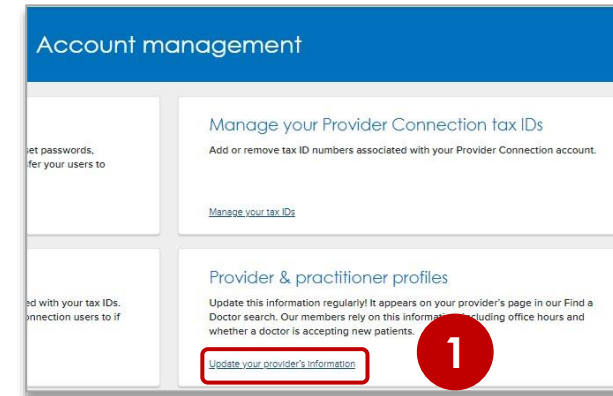 Account management
et passwords,
fer your users to
Manage your Provider Connection tax IDs
Add or remove tax ID numbers associated with your Provider Connection account.
Manage your tax IDs
ed with your tax IDs.
onnection users to if
Provider & practitioner profiles
Update this information regularly! It appears on your provider's page in our Find a
Doctor search. Our members rely on this including office hours and
whether a doctor is accepting new patients.
Update your provider's information
1